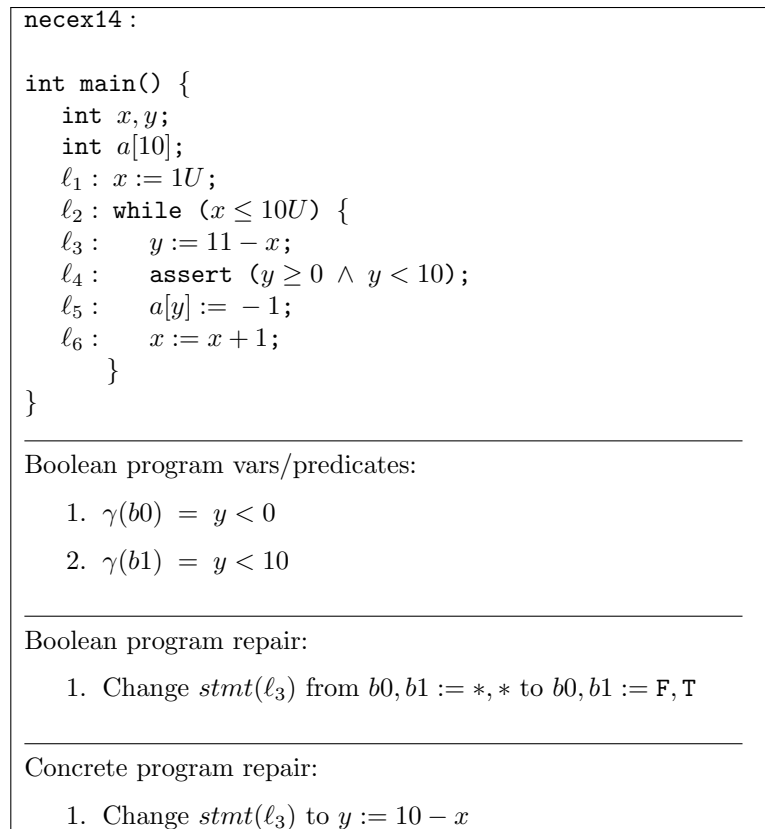 necex14 :
int main() {
int x, y;
int a[10];
ℓ1 : x := 1U;
ℓ2 : while (x ≤ 10U) {
ℓ3 : y := 11 − x;
ℓ4 : assert (y ≥ 0 ∧ y < 10);
ℓ5 : a[y] := − 1;
ℓ6 : x := x + 1;
}
}
Boolean program vars/predicates:
1. γ(b0) = y < 0
2. γ(b1) = y < 10
Boolean program repair:
1. Change stmt(ℓ3) from b0, b1 := ∗, ∗ to b0, b1 := F, T
Concrete program repair:
1. Change stmt(ℓ3) to y := 10 − x